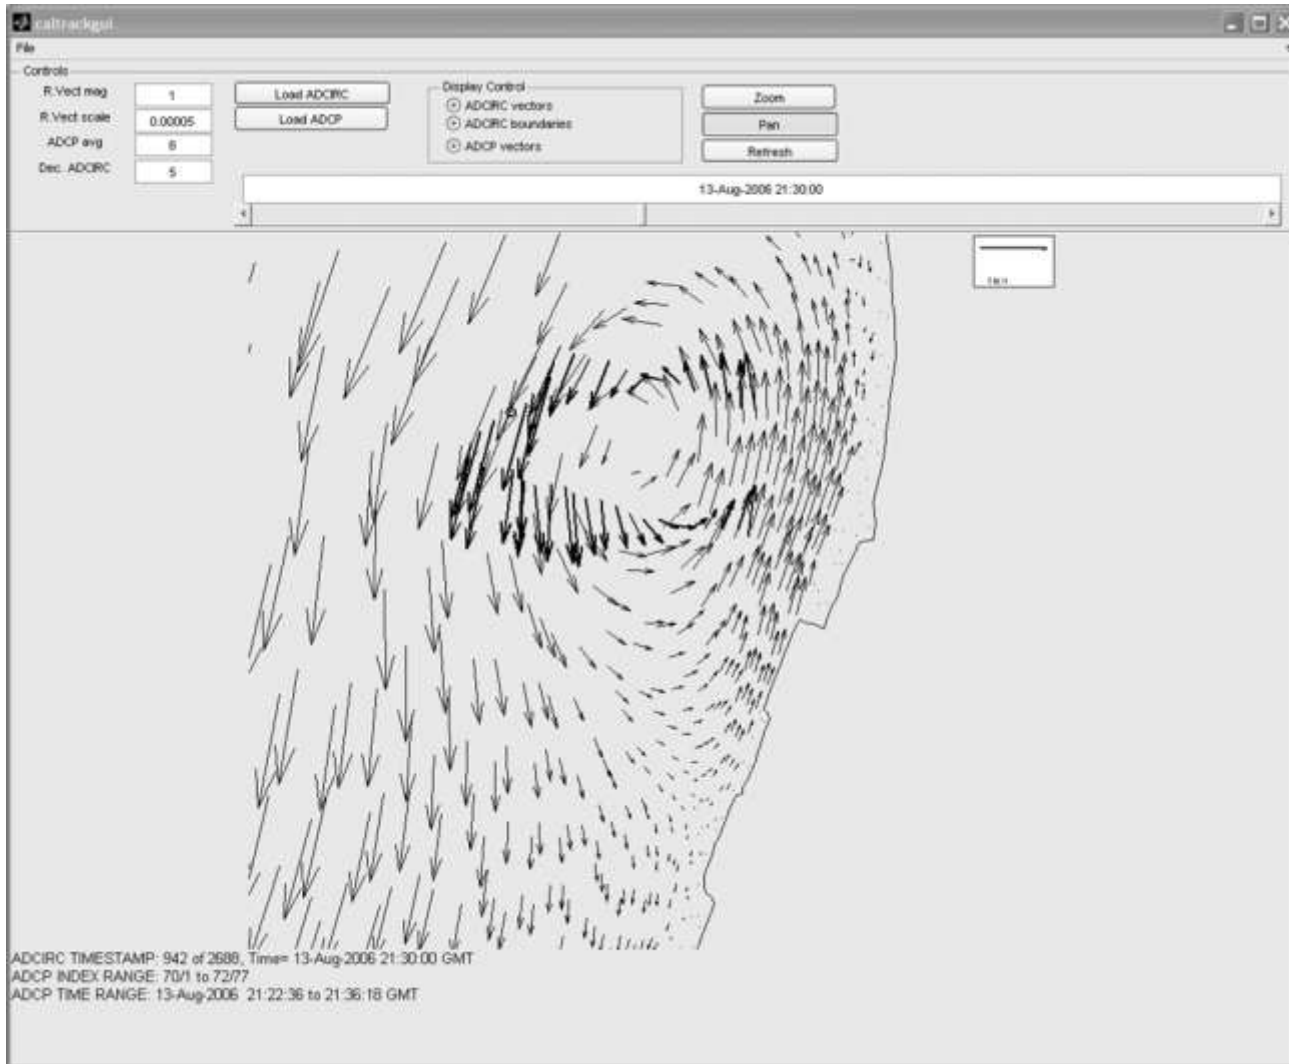 caltrackgui
File
Controls
R.Vect mag 1
R.Vect scale 0.00005
ADCP avg 6
Dec. ADCIRC 5
Load ADCIRC
Load ADCP
Display Control
ADCIRC vectors
ADCIRC boundaries
ADCP vectors
Zoom
Pan
Refresh
13-Aug-2006 21:30:00
ADCIRC TIMESTAMP: 942 of 2688, Time= 13-Aug-2006 21:30:00 GMT
ADCP INDEX RANGE: 70/1 to 72/77
ADCP TIME RANGE: 13-Aug-2006 21:22:36 to 21:36:18 GMT